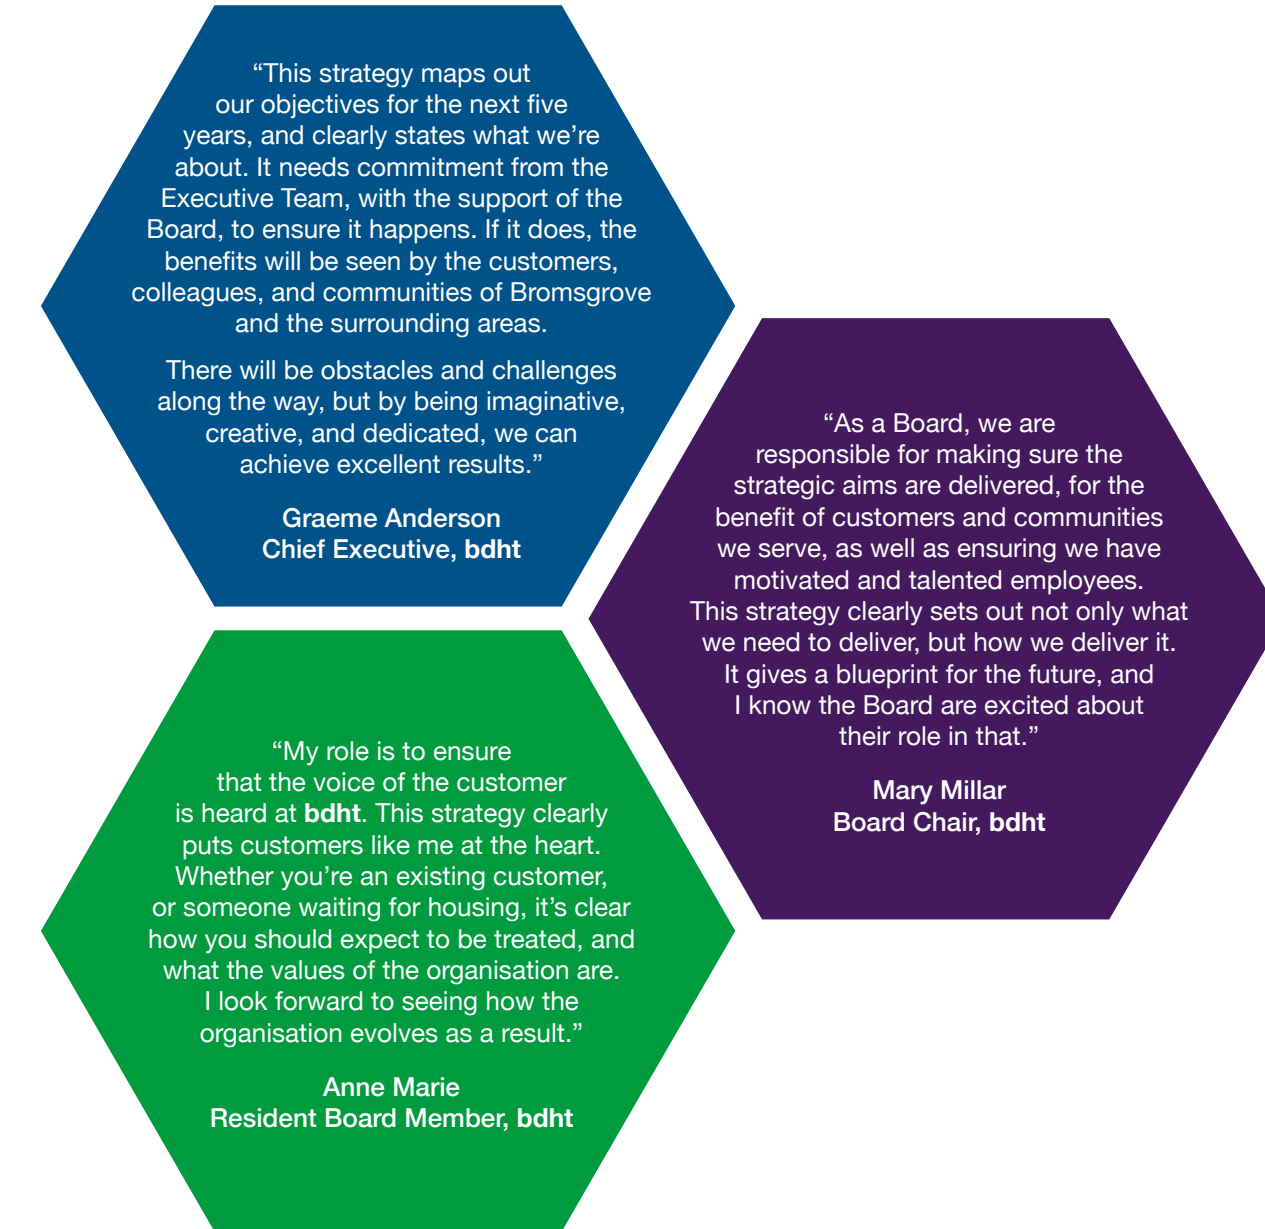 “This strategy maps out
our objectives for the next five
years, and clearly states what we’re
about. It needs commitment from the
Executive Team, with the support of the
Board, to ensure it happens. If it does, the
benefits will be seen by the customers,
colleagues, and communities of Bromsgrove
and the surrounding areas.
There will be obstacles and challenges
along the way, but by being imaginative,
creative, and dedicated, we can
achieve excellent results.”
Graeme Anderson
Chief Executive, bdht
“As a Board, we are
responsible for making sure the
strategic aims are delivered, for the
benefit of customers and communities
we serve, as well as ensuring we have
motivated and talented employees.
This strategy clearly sets out not only what
we need to deliver, but how we deliver it.
It gives a blueprint for the future, and
I know the Board are excited about
their role in that.”
Mary Millar
Board Chair, bdht
“My role is to ensure
that the voice of the customer
is heard at bdht. This strategy clearly
puts customers like me at the heart.
Whether you’re an existing customer,
or someone waiting for housing, it’s clear
how you should expect to be treated, and
what the values of the organisation are.
I look forward to seeing how the
organisation evolves as a result.”
Anne Marie
Resident Board Member, bdht